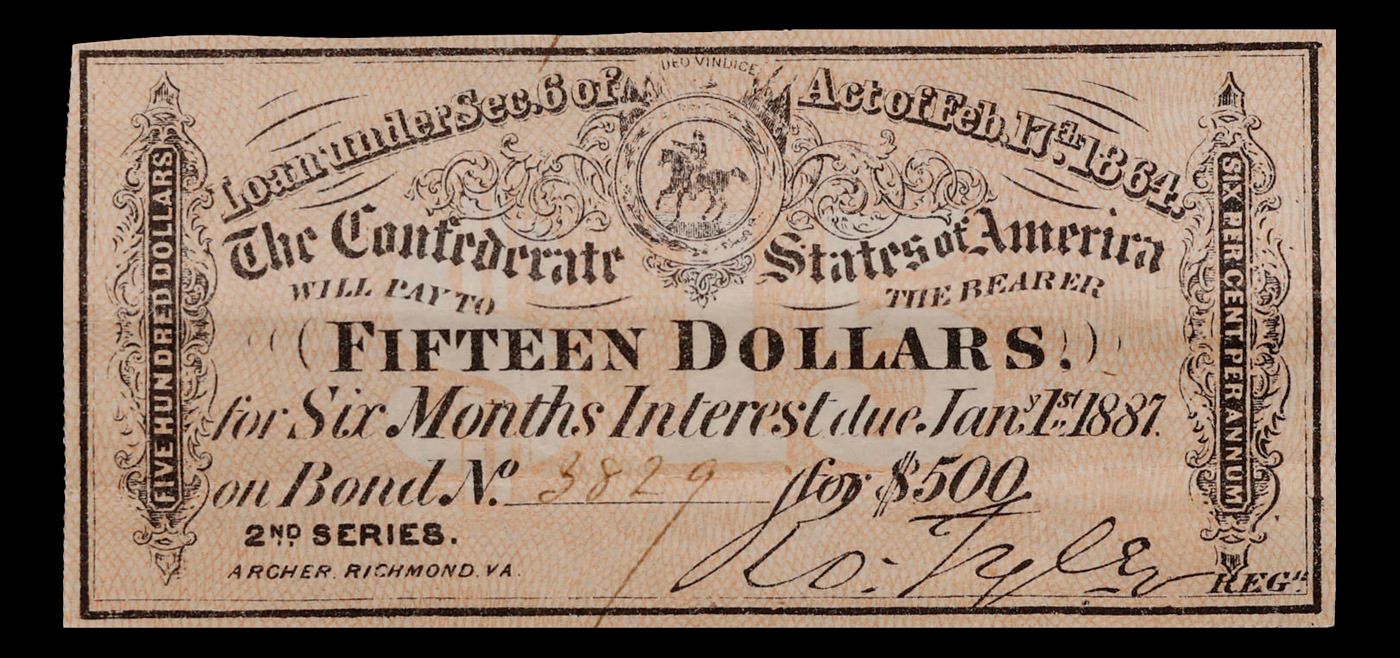 DEO VINDICE
Loan under Sec. 6 of Act of Feb. 17th 1864.
The Confederate States of America
WILL PAY TO THE BEARER
FIFTEEN DOLLARS.
for Six Months Interest due Jany. 1st 1887.
on Bond No. 3829 for $500
2ND SERIES.
ARCHER. RICHMOND. VA.
Ro. Tyler REGR.
FIVE HUNDRED DOLLARS
SIX PER CENT PER ANNUM
$15